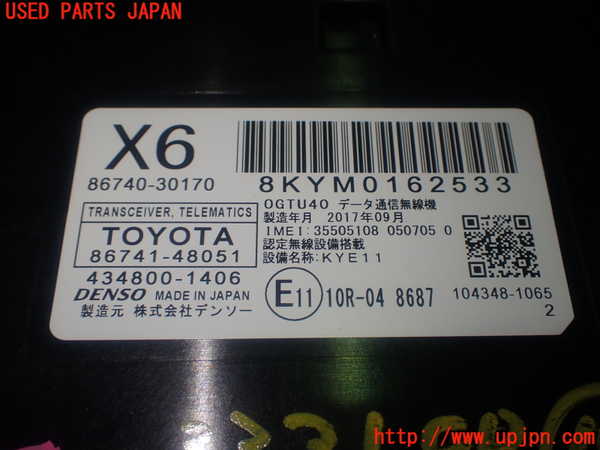 USED PARTS JAPAN
X6
86740-30170
8KYM0162533
TRANSCEIVER, TELEMATICS
TOYOTA
86741-48051
434800-1406
DENSO MADE IN JAPAN
製造元 株式会社デンソー
0GTU40 データ通信無線機
製造年月 2017年09月
IMEI: 35505108 050705 0
認定無線設備搭載
設備名称:KYE11
E11 10R-04 8687
104348-1065
2
http://www.upjpn.com/